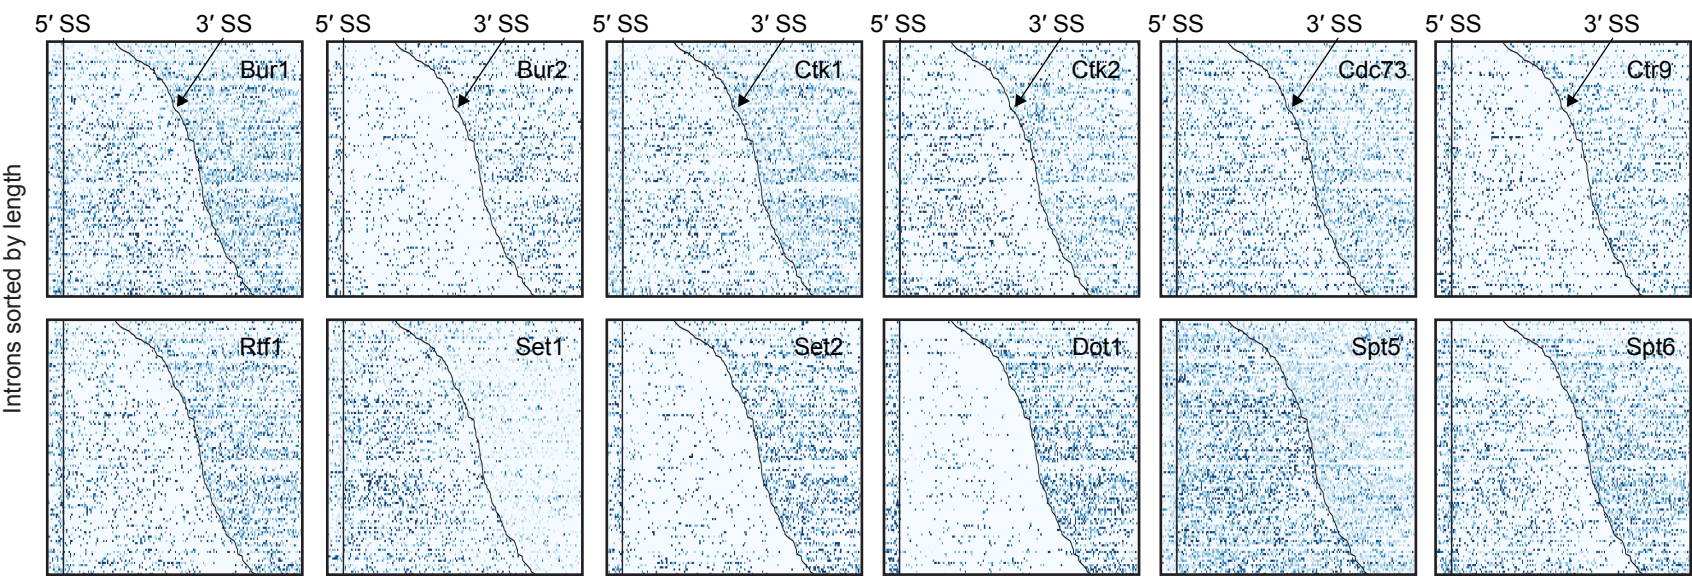 5′ SS 3′ SS 5′ SS 3′ SS 5′ SS 3′ SS 5′ SS 3′ SS 5′ SS 3′ SS 5′ SS 3′ SS
Bur1 Bur2 Ctk1 Ctk2 Cdc73 Ctr9
Introns sorted by length
Rtf1 Set1 Set2 Dot1 Spt5 Spt6